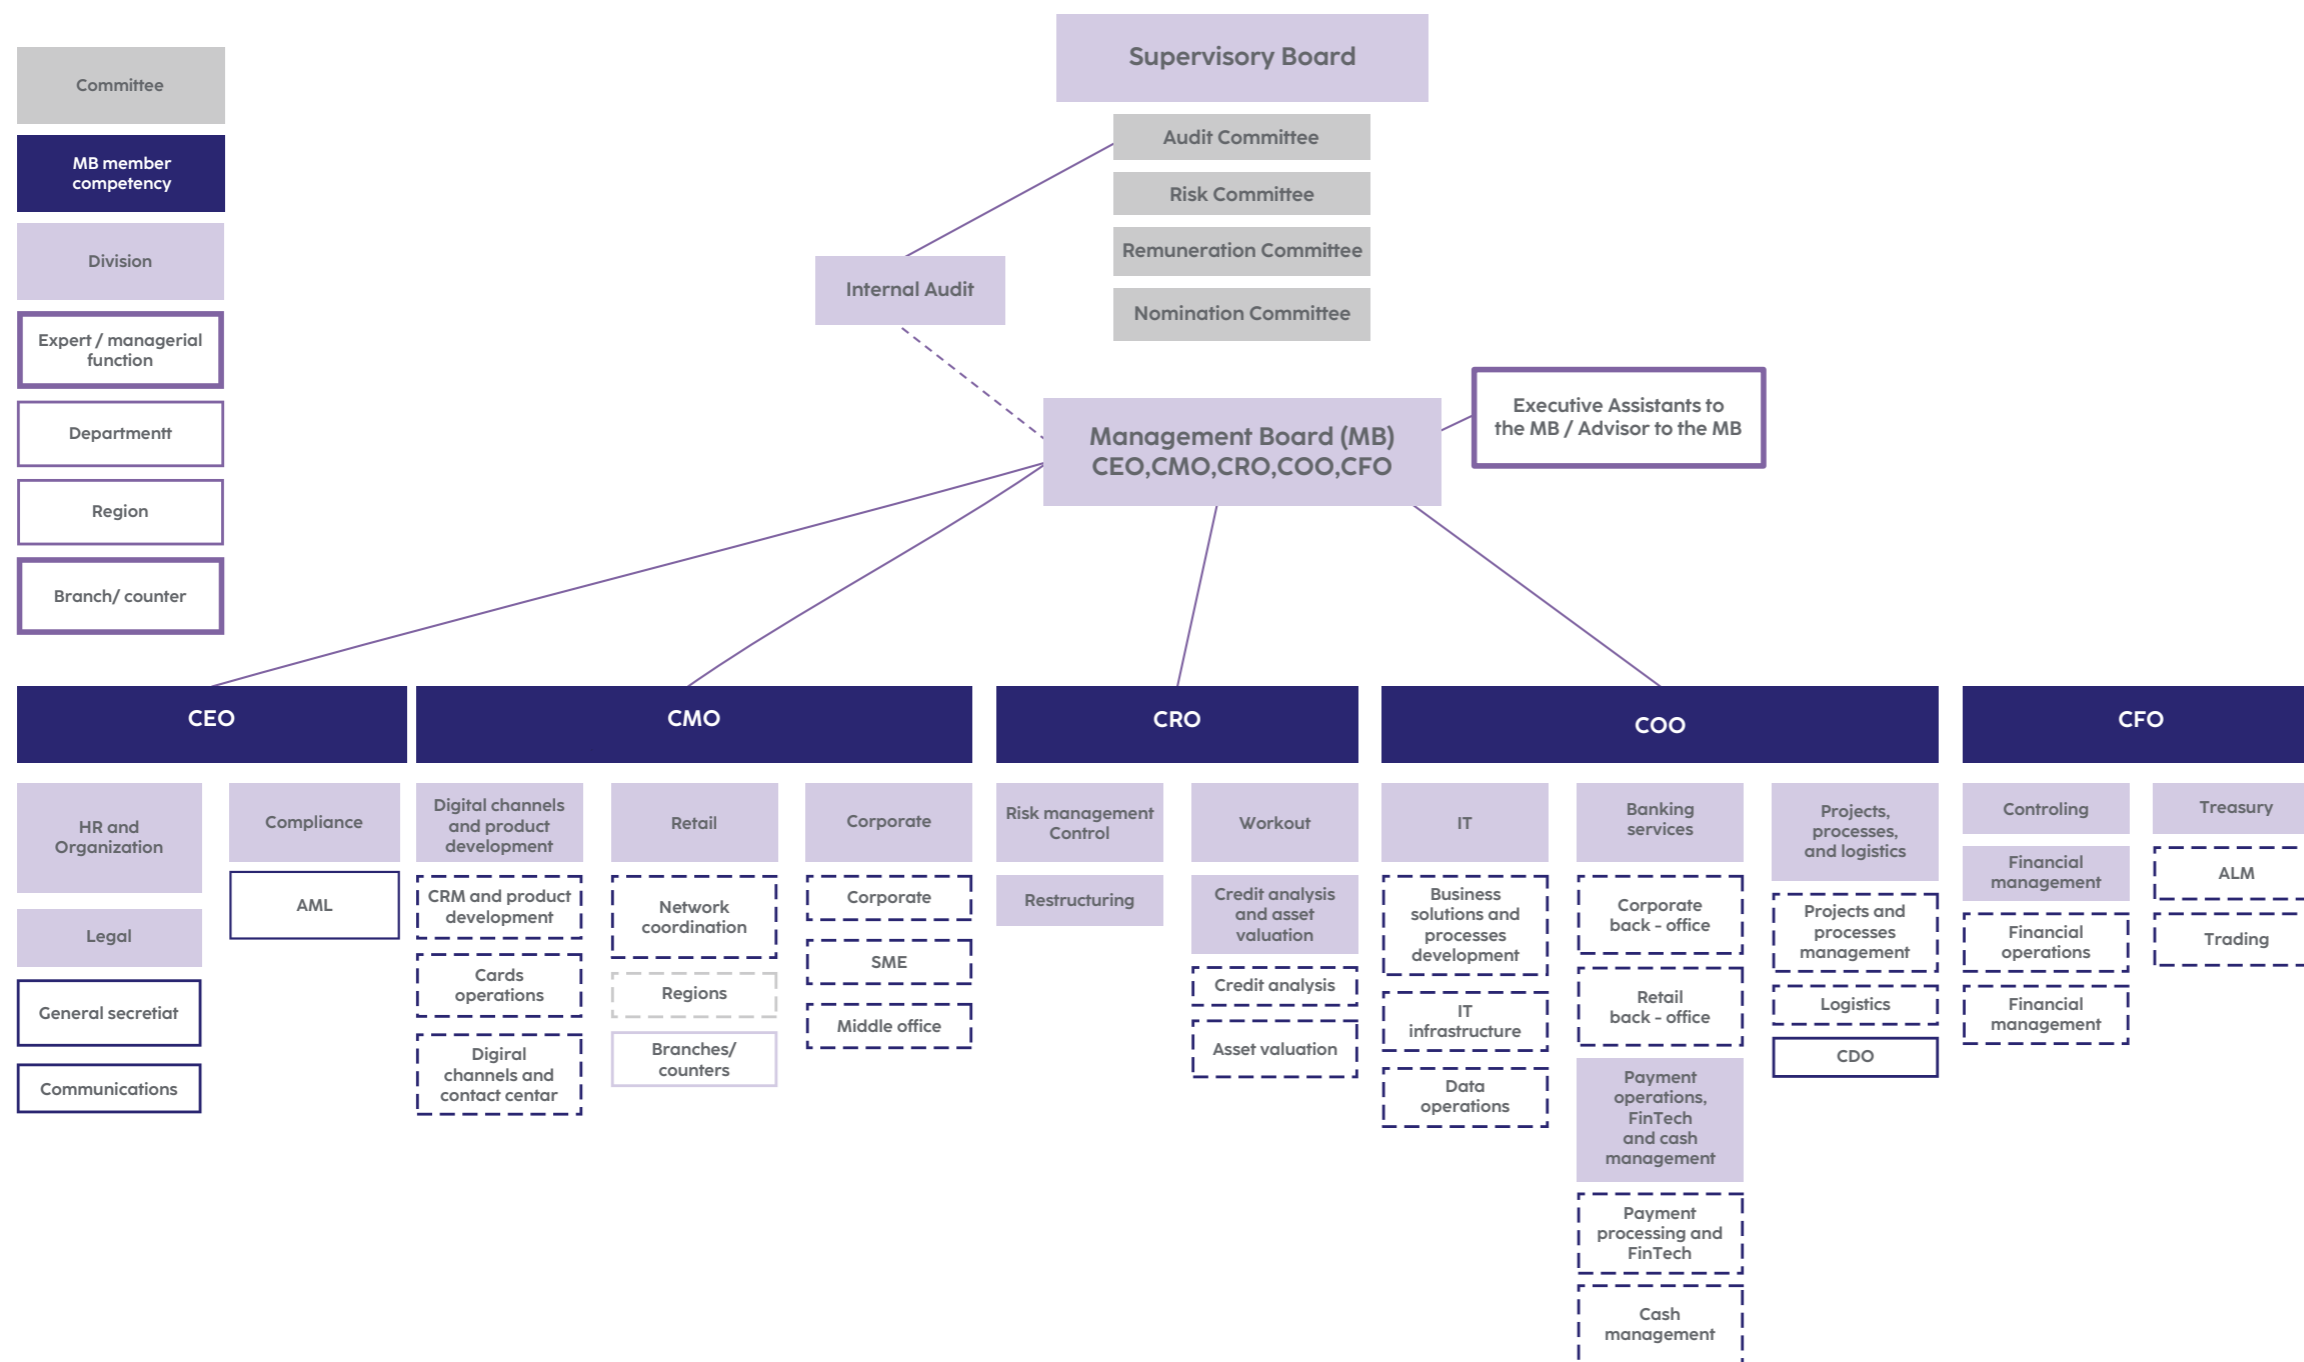 Supervisory Board
Committee
MB member
competency
Division
Expert / managerial
function
Departmentt
Region
Branch/ counter
Audit Committee
Risk Committee
Remuneration Committee
Nomination Committee
Internal Audit
Management Board (MB)
CEO,CMO,CRO,COO,CFO
Executive Assistants to
the MB / Advisor to the MB
CEO
HR and
Organization
Legal
General secretiat
Communications
Compliance
AML
CMO
Digital channels
and product
development
CRM and product
development
Cards
operations
Digiral
channels and
contact centar
Retail
Network
coordination
Regions
Branches/
counters
Corporate
Corporate
SME
Middle office
CRO
Risk management
Control
Restructuring
Workout
Credit analysis
and asset
valuation
Credit analysis
Asset valuation
COO
IT
Business
solutions and
processes
development
IT
infrastructure
Data
operations
Banking
services
Corporate
back - office
Retail
back - office
Payment
operations,
FinTech
and cash
management
Payment
processing and
FinTech
Cash
management
Projects,
processes,
and logistics
Projects and
processes
management
Logistics
CDO
CFO
Controling
Financial
management
Financial
operations
Financial
management
Treasury
ALM
Trading